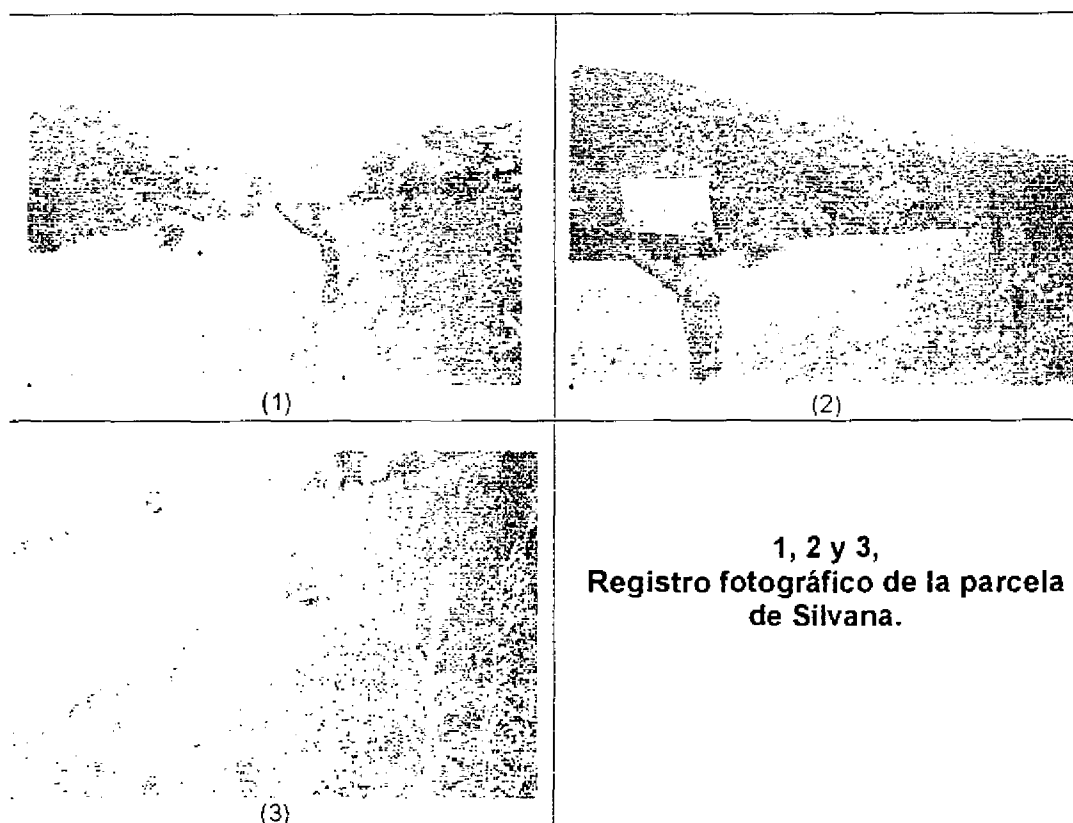 (1)
(2)
(3)
1, 2 y 3,
Registro fotográfico de la parcela
de Silvana.